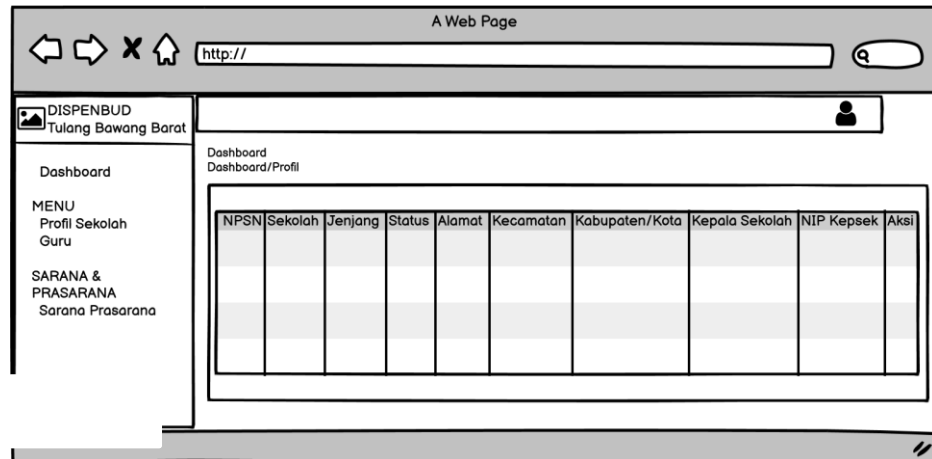 A Web Page
http://
DISPENBUD
Tulang Bawang Barat
Dashboard
MENU
Profil Sekolah
Guru
SARANA &
PRASARANA
Sarana Prasarana
Dashboard
Dashboard/Profil
NPSN Sekolah Jenjang Status Alamat Kecamatan Kabupaten/Kota Kepala Sekolah NIP Kepsek Aksi